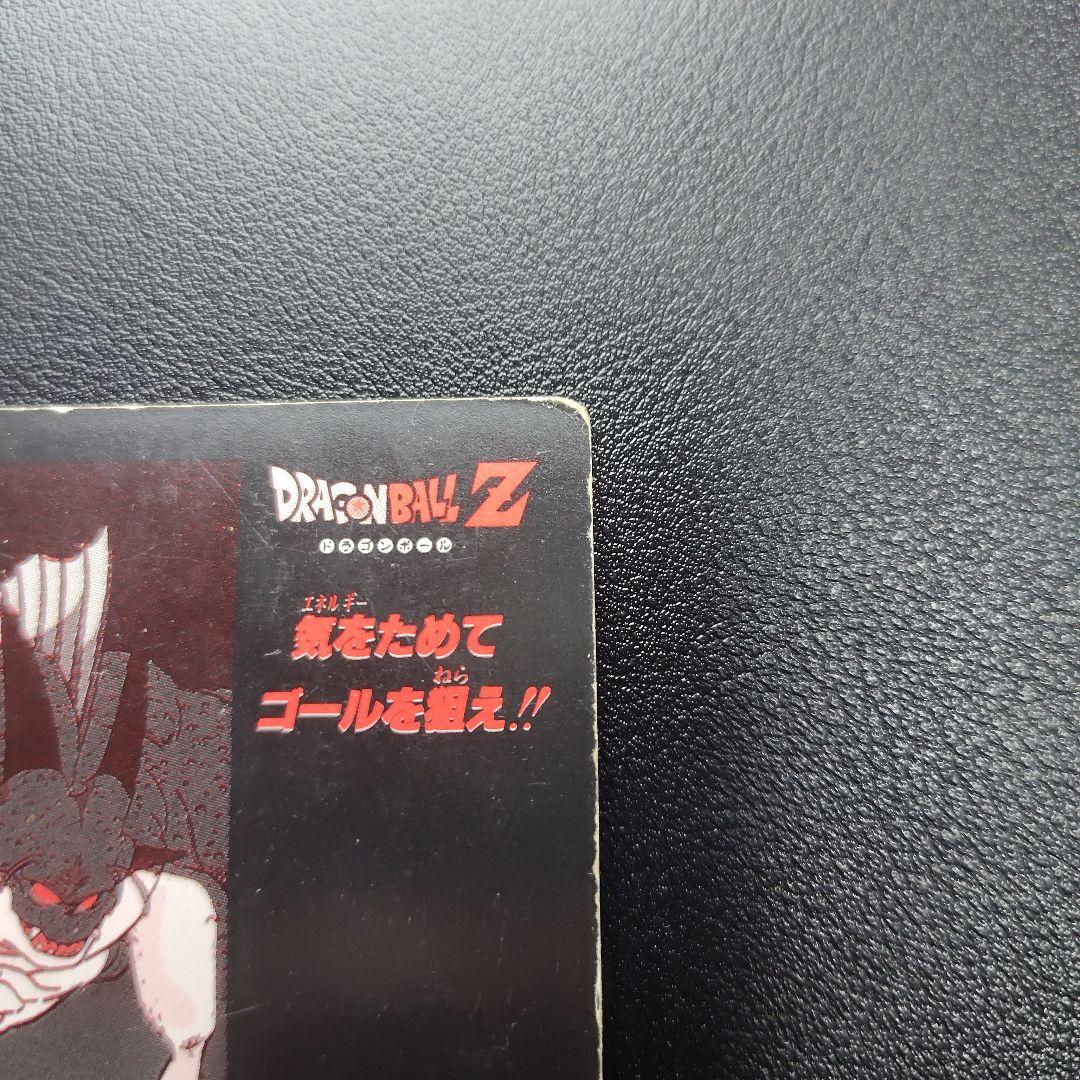 DRAGON BALL Z
ドラゴンボール
エネルギー
気をためて
ねら
ゴールを狙え!!